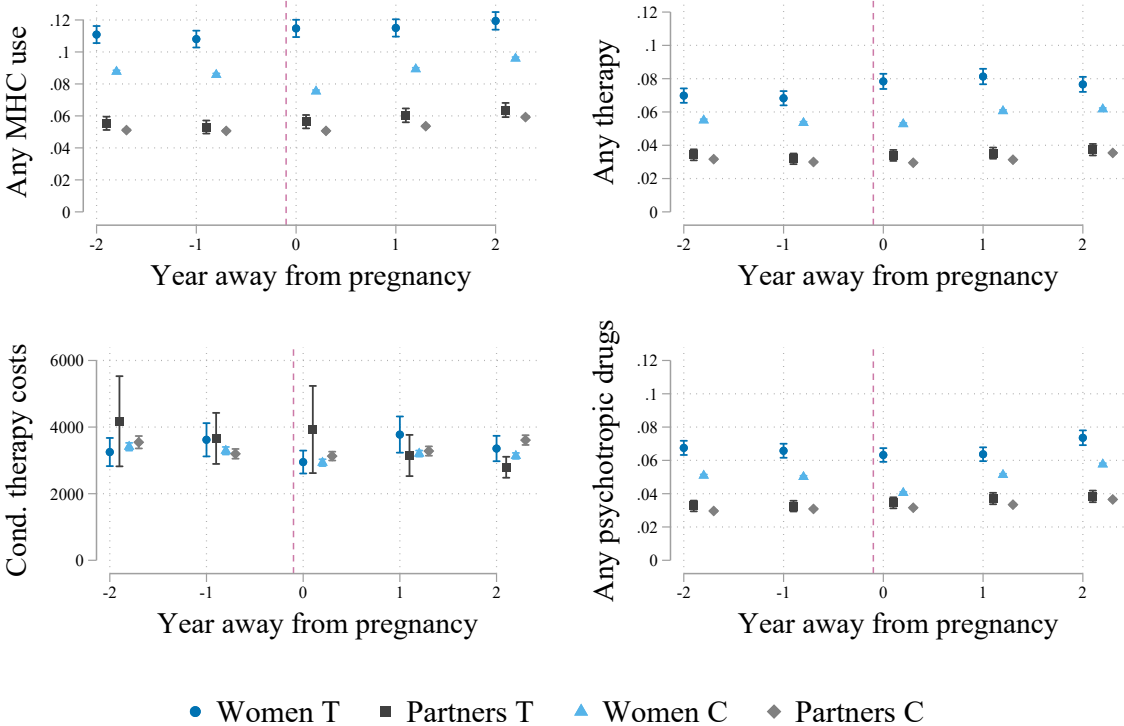 Any MHC use
.12
.1
.08
.06
.04
.02
0
-2 -1 0 1 2
Year away from pregnancy
Any therapy
.12
.1
.08
.06
.04
.02
0
-2 -1 0 1 2
Year away from pregnancy
Cond. therapy costs
6000
4000
2000
0
-2 -1 0 1 2
Year away from pregnancy
Any psychotropic drugs
.12
.1
.08
.06
.04
.02
0
-2 -1 0 1 2
Year away from pregnancy
Women T Partners T Women C Partners C